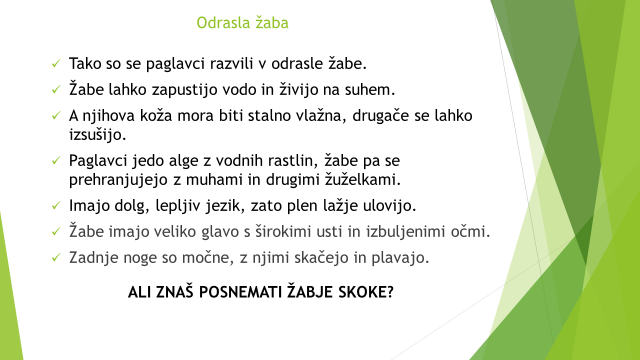 Odrasla žaba
✓ Tako so se paglavci razvili v odrasle žabe.
✓ Žabe lahko zapustijo vodo in živijo na suhem.
✓ A njihova koža mora biti stalno vlažna, drugače se lahko
izsušijo.
✓ Paglavci jedo alge z vodnih rastlin, žabe pa se
prehranjujejo z muhami in drugimi žuželkami.
✓ Imajo dolg, lepljiv jezik, zato plen lažje ulovijo.
✓ Žabe imajo veliko glavo s širokimi usti in izbuljenimi očmi.
✓ Zadnje noge so močne, z njimi skačejo in plavajo.
ALI ZNAŠ POSNEMATI ŽABJE SKOKE?